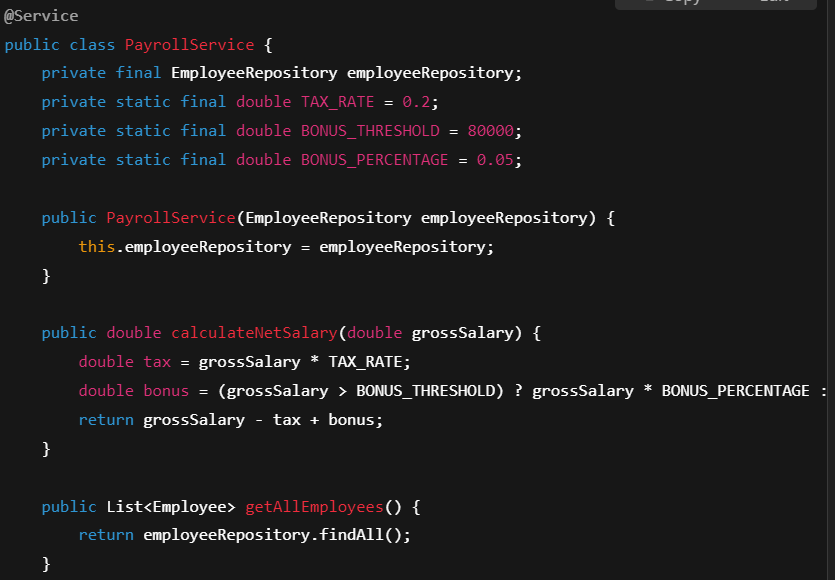 @Service
public class PayrollService {
    private final EmployeeRepository employeeRepository;
    private static final double TAX_RATE = 0.2;
    private static final double BONUS_THRESHOLD = 80000;
    private static final double BONUS_PERCENTAGE = 0.05;
    public PayrollService(EmployeeRepository employeeRepository) {
        this.employeeRepository = employeeRepository;
    }
    public double calculateNetSalary(double grossSalary) {
        double tax = grossSalary * TAX_RATE;
        double bonus = (grossSalary > BONUS_THRESHOLD) ? grossSalary * BONUS_PERCENTAGE :
        return grossSalary - tax + bonus;
    }
    public List<Employee> getAllEmployees() {
        return employeeRepository.findAll();
    }